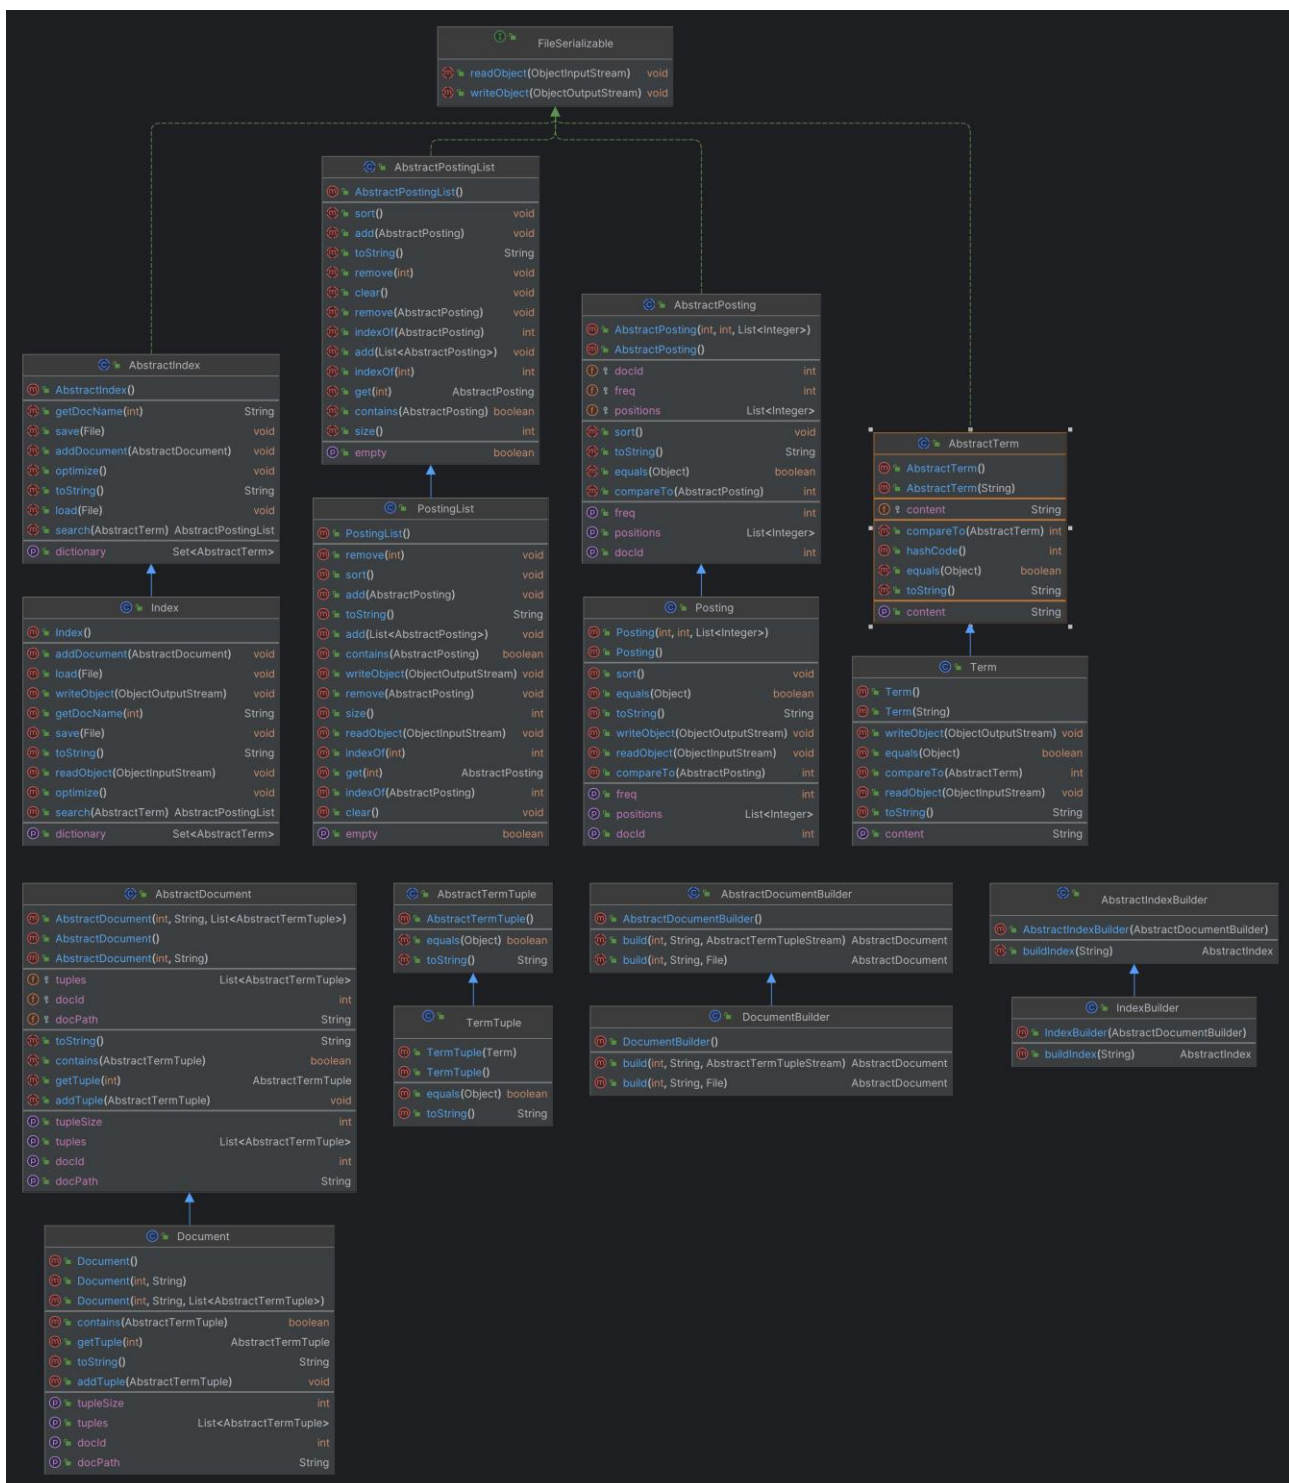 FileSerializable
readObject(ObjectInputStream) void
writeObject(ObjectOutputStream) void
AbstractPostingList
AbstractPostingList()
sort() void
add(AbstractPosting) void
toString() String
remove(int) void
clear() void
remove(AbstractPosting) void
indexOf(AbstractPosting) int
add(List<AbstractPosting>) void
indexOf(int) int
get(int) AbstractPosting
contains(AbstractPosting) boolean
size() int
empty boolean
AbstractPosting
AbstractPosting(int, int, List<Integer>)
AbstractPosting()
docId int
freq int
positions List<Integer>
sort() void
toString() String
equals(Object) boolean
compareTo(AbstractPosting) int
freq int
positions List<Integer>
docId int
AbstractIndex
AbstractIndex()
getDocName(int) String
save(File) void
addDocument(AbstractDocument) void
optimize() void
toString() String
load(File) void
search(AbstractTerm) AbstractPostingList
dictionary Set<AbstractTerm>
AbstractTerm
AbstractTerm()
AbstractTerm(String)
content String
compareTo(AbstractTerm) int
hashCode() int
equals(Object) boolean
toString() String
content String
PostingList
PostingList()
remove(int) void
sort() void
add(AbstractPosting) void
toString() String
add(List<AbstractPosting>) void
contains(AbstractPosting) boolean
writeObject(ObjectOutputStream) void
remove(AbstractPosting) void
size() int
readObject(ObjectInputStream) void
indexOf(int) int
get(int) AbstractPosting
indexOf(AbstractPosting) int
clear() void
empty boolean
Index
Index()
addDocument(AbstractDocument) void
load(File) void
writeObject(ObjectOutputStream) void
getDocName(int) String
save(File) void
toString() String
readObject(ObjectInputStream) void
optimize() void
search(AbstractTerm) AbstractPostingList
dictionary Set<AbstractTerm>
Posting
Posting(int, int, List<Integer>)
Posting()
sort() void
equals(Object) boolean
toString() String
writeObject(ObjectOutputStream) void
readObject(ObjectInputStream) void
compareTo(AbstractPosting) int
freq int
positions List<Integer>
docId int
Term
Term()
Term(String)
writeObject(ObjectOutputStream) void
equals(Object) boolean
compareTo(AbstractTerm) int
readObject(ObjectInputStream) void
toString() String
content String
AbstractDocument
AbstractDocument(int, String, List<AbstractTermTuple>)
AbstractDocument()
AbstractDocument(int, String)
tuples List<AbstractTermTuple>
docId int
docPath String
toString() String
contains(AbstractTermTuple) boolean
getTuple(int) AbstractTermTuple
addTuple(AbstractTermTuple) void
tupleSize int
tuples List<AbstractTermTuple>
docId int
docPath String
AbstractTermTuple
AbstractTermTuple()
equals(Object) boolean
toString() String
TermTuple
TermTuple(Term)
TermTuple()
equals(Object) boolean
toString() String
AbstractDocumentBuilder
AbstractDocumentBuilder()
build(int, String, AbstractTermTupleStream) AbstractDocument
build(int, String, File) AbstractDocument
DocumentBuilder
DocumentBuilder()
build(int, String, AbstractTermTupleStream) AbstractDocument
build(int, String, File) AbstractDocument
AbstractIndexBuilder
AbstractIndexBuilder(AbstractDocumentBuilder)
buildIndex(String) AbstractIndex
IndexBuilder
IndexBuilder(AbstractDocumentBuilder)
buildIndex(String) AbstractIndex
Document
Document()
Document(int, String)
Document(int, String, List<AbstractTermTuple>)
contains(AbstractTermTuple) boolean
getTuple(int) AbstractTermTuple
toString() String
addTuple(AbstractTermTuple) void
tupleSize int
tuples List<AbstractTermTuple>
docId int
docPath String